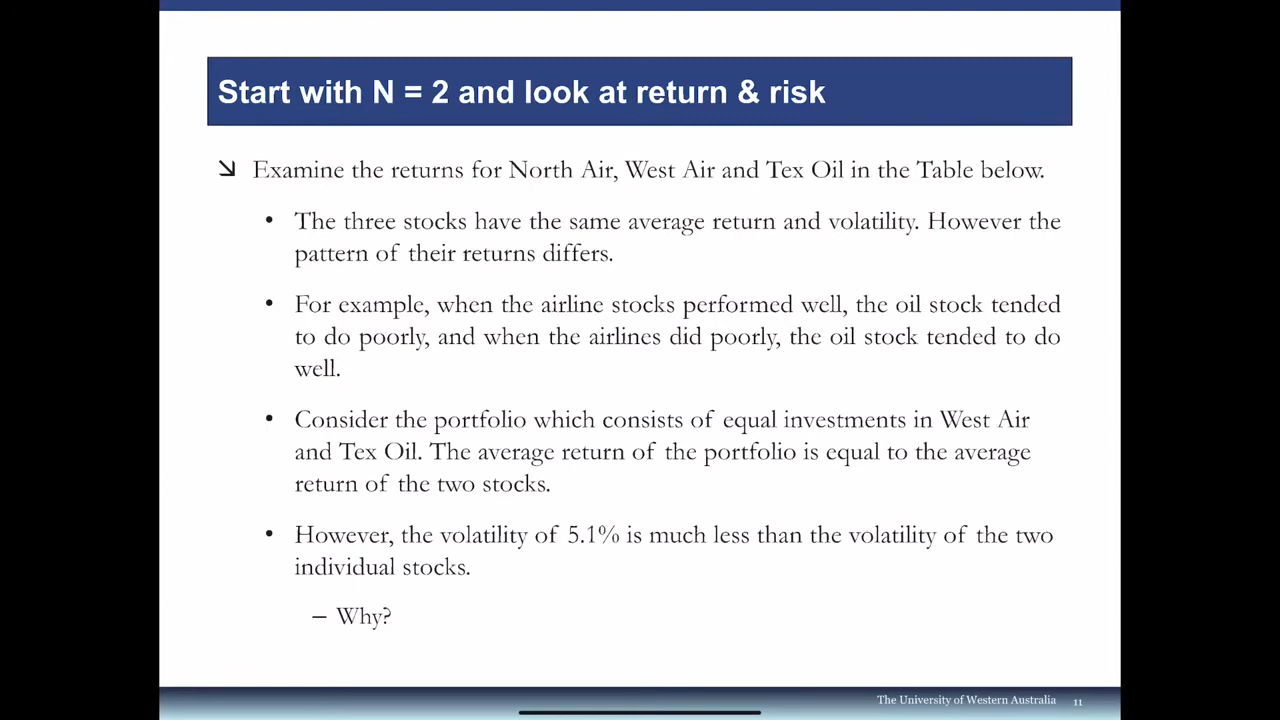 Start with N = 2 and look at return & risk
Examine the returns for North Air, West Air and Tex Oil in the Table below.
• The three stocks have the same average return and volatility. However the
pattern of their returns differs.
• For example, when the airline stocks performed well, the oil stock tended
to do poorly, and when the airlines did poorly, the oil stock tended to do
well.
• Consider the portfolio which consists of equal investments in West Air
and Tex Oil. The average return of the portfolio is equal to the average
return of the two stocks.
• However, the volatility of 5.1% is much less than the volatility of the two
individual stocks.
– Why?
The University of Western Australia 11